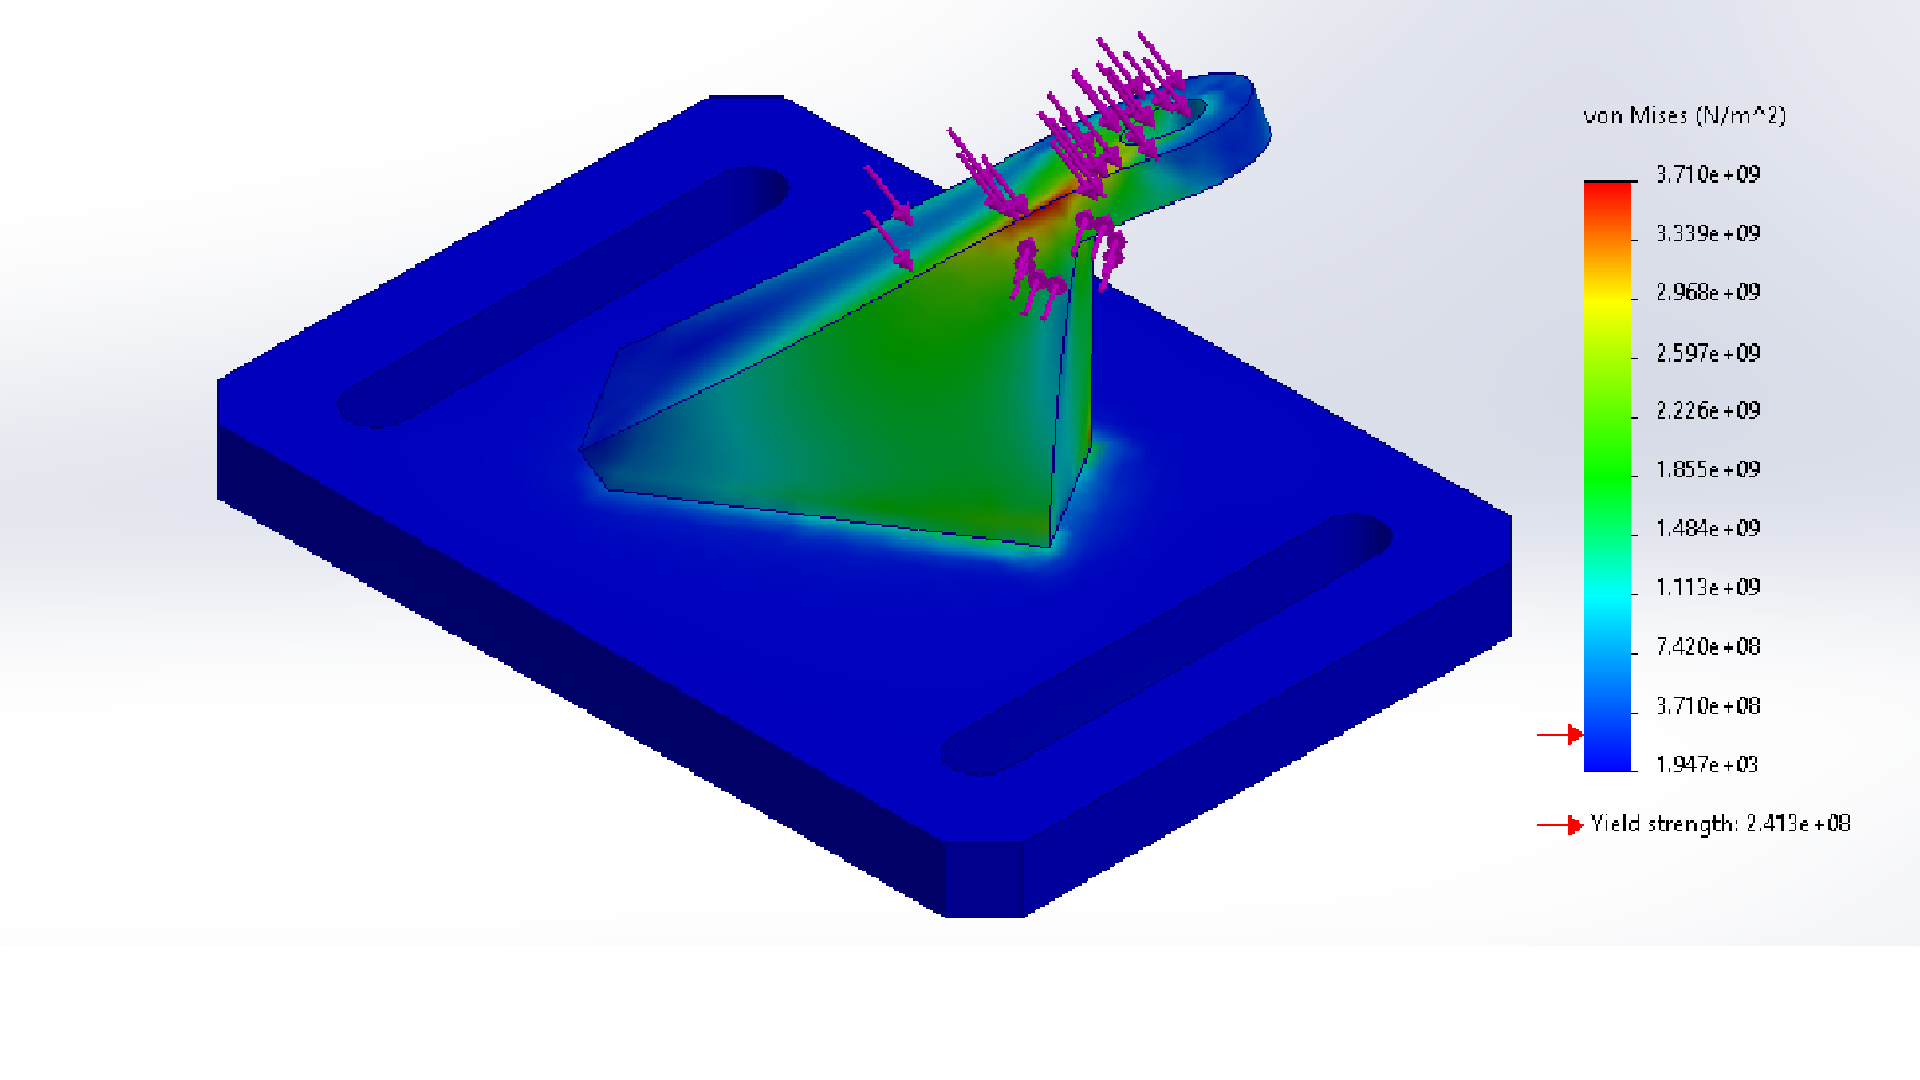 von Mises (N/m^2)
3.710e+09
3.339e+09
2.968e+09
2.597e+09
2.226e+09
1.855e+09
1.484e+09
1.113e+09
7.420e+08
3.710e+08
1.947e+03
Yield strength: 2.413e+08